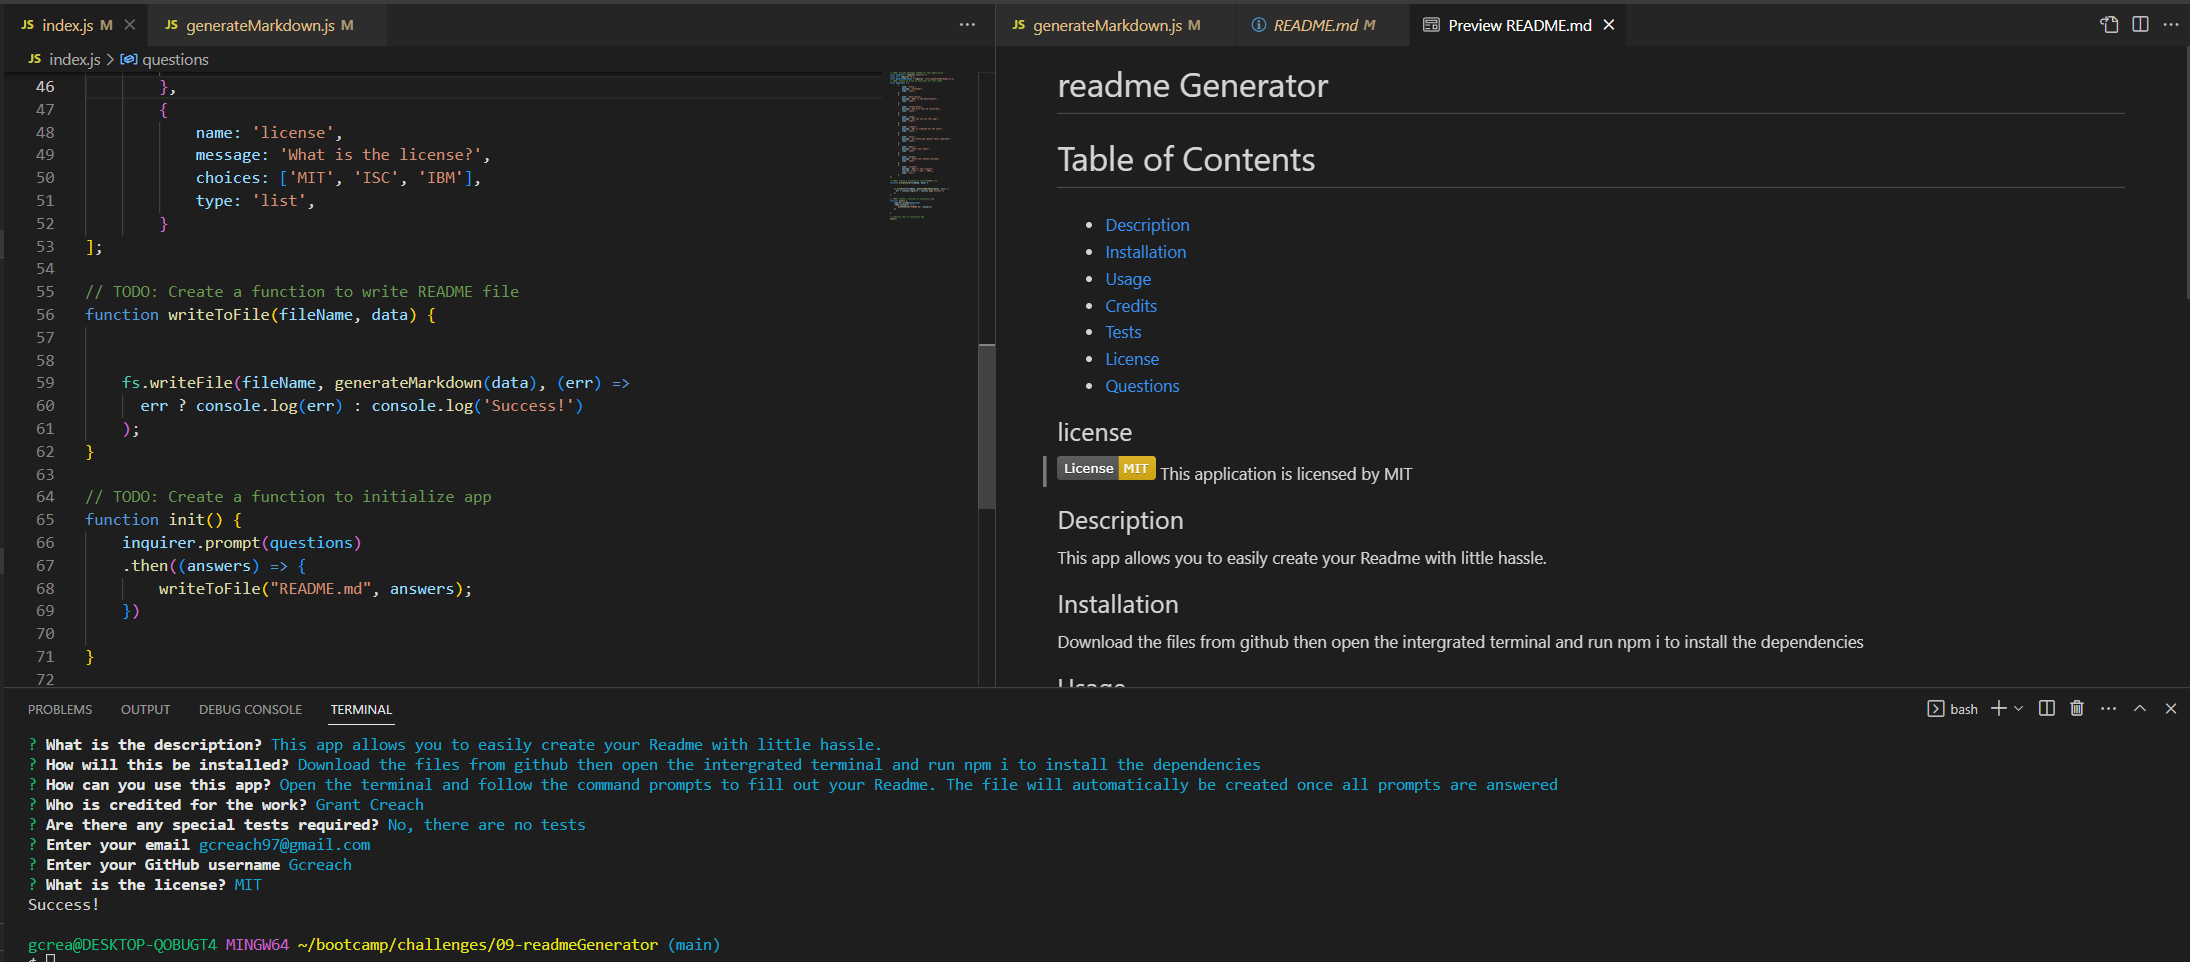 JS index.js M
JS generateMarkdown.js M
JS index.js > questions
46 },
47 {
48 name: 'license',
49 message: 'What is the license?',
50 choices: ['MIT', 'ISC', 'IBM'],
51 type: 'list',
52 }
53 ];
54
55 // TODO: Create a function to write README file
56 function writeToFile(fileName, data) {
57
58
59 fs.writeFile(fileName, generateMarkdown(data), (err) =>
60 err ? console.log(err) : console.log('Success!')
61 );
62 }
63
64 // TODO: Create a function to initialize app
65 function init() {
66 inquirer.prompt(questions)
67 .then((answers) => {
68 writeToFile("README.md", answers);
69 })
70
71 }
72
JS generateMarkdown.js M
README.md M
Preview README.md
readme Generator
Table of Contents
• Description
• Installation
• Usage
• Credits
• Tests
• License
• Questions
license
License MIT This application is licensed by MIT
Description
This app allows you to easily create your Readme with little hassle.
Installation
Download the files from github then open the intergrated terminal and run npm i to install the dependencies
Usage
PROBLEMS OUTPUT DEBUG CONSOLE TERMINAL
bash
? What is the description? This app allows you to easily create your Readme with little hassle.
? How will this be installed? Download the files from github then open the intergrated terminal and run npm i to install the dependencies
? How can you use this app? Open the terminal and follow the command prompts to fill out your Readme. The file will automatically be created once all prompts are answered
? Who is credited for the work? Grant Creach
? Are there any special tests required? No, there are no tests
? Enter your email gcreach97@gmail.com
? Enter your GitHub username Gcreach
? What is the license? MIT
Success!
gcrea@DESKTOP-QOBUGT4 MINGW64 ~/bootcamp/challenges/09-readmeGenerator (main)
$